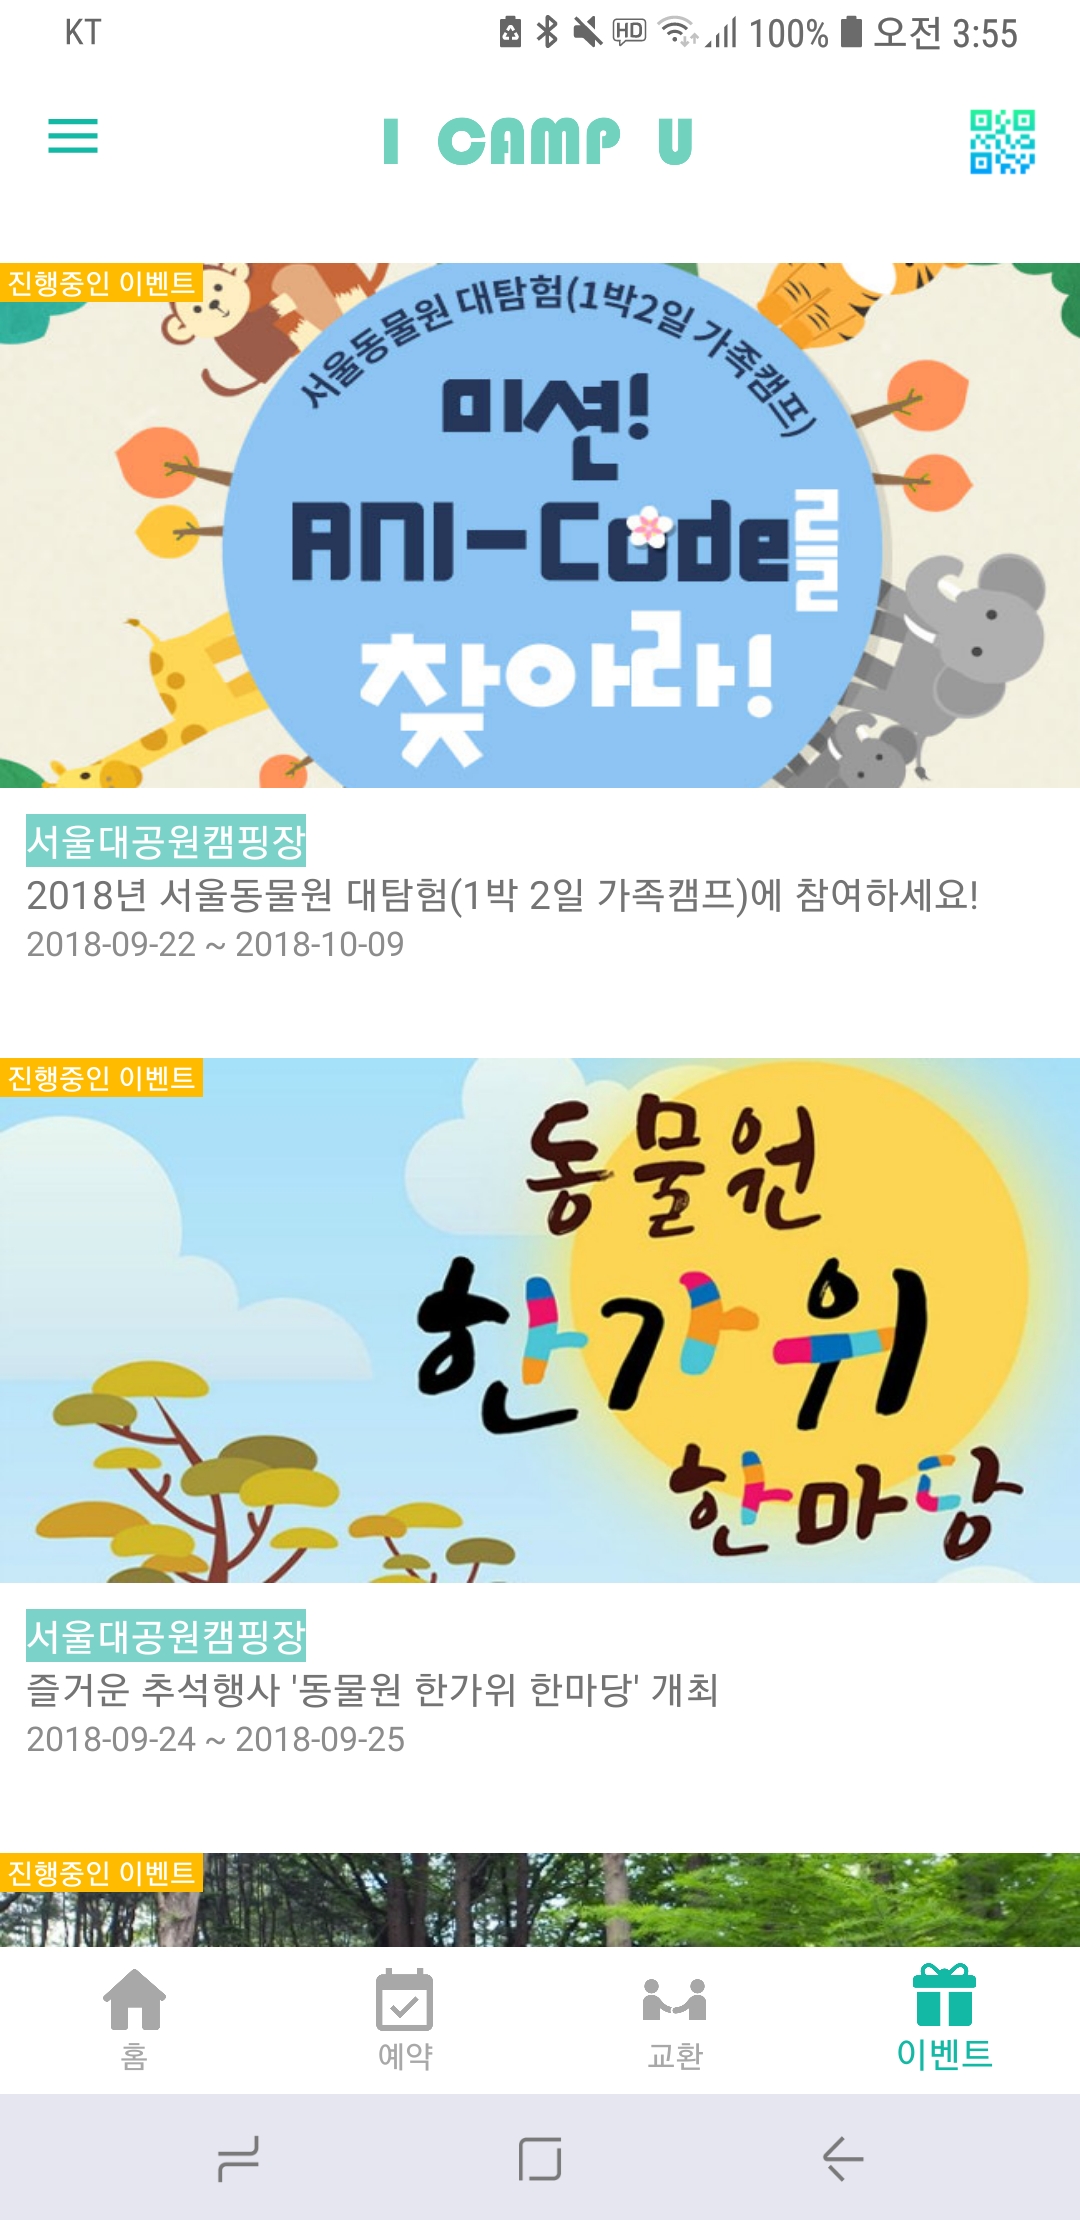 KT
HD 100% 오전 3:55
I CAMP U
진행중인 이벤트
서울동물원 대탐험(1박2일 가족캠프)
미션!
ANI-Code를
찾아라!
서울대공원캠핑장
2018년 서울동물원 대탐험(1박 2일 가족캠프)에 참여하세요!
2018-09-22 ~ 2018-10-09
진행중인 이벤트
동물원
한가위
한마당
서울대공원캠핑장
즐거운 추석행사 '동물원 한가위 한마당' 개최
2018-09-24 ~ 2018-09-25
진행중인 이벤트
홈 예약 교환 이벤트